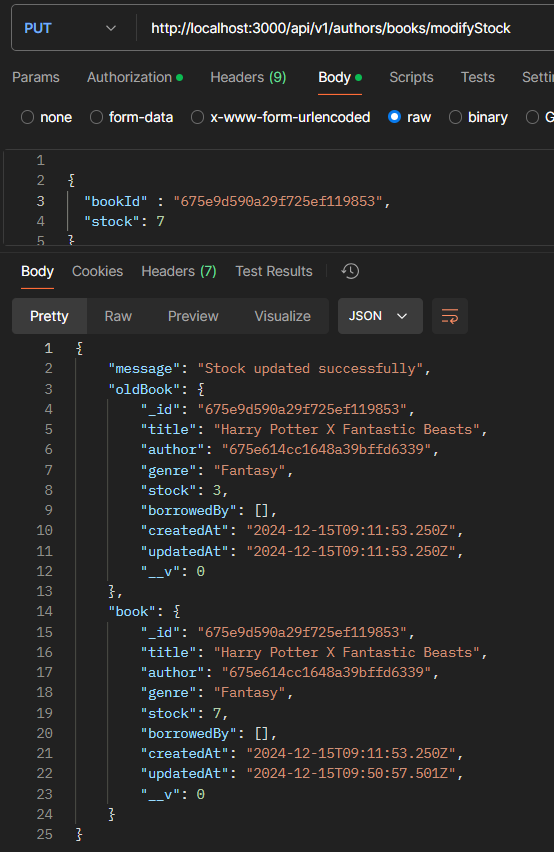 PUT http://localhost:3000/api/v1/authors/books/modifyStock
Params Authorization Headers (9) Body Scripts Tests
none form-data x-www-form-urlencoded raw binary
1
2 {
3 "bookId" : "675e9d590a29f725ef119853",
4 "stock": 7
5 }
Body Cookies Headers (7) Test Results
Pretty Raw Preview Visualize JSON
1 {
2 "message": "Stock updated successfully",
3 "oldBook": {
4 "_id": "675e9d590a29f725ef119853",
5 "title": "Harry Potter X Fantastic Beasts",
6 "author": "675e614cc1648a39bffd6339",
7 "genre": "Fantasy",
8 "stock": 3,
9 "borrowedBy": [],
10 "createdAt": "2024-12-15T09:11:53.250Z",
11 "updatedAt": "2024-12-15T09:11:53.250Z",
12 "__v": 0
13 },
14 "book": {
15 "_id": "675e9d590a29f725ef119853",
16 "title": "Harry Potter X Fantastic Beasts",
17 "author": "675e614cc1648a39bffd6339",
18 "genre": "Fantasy",
19 "stock": 7,
20 "borrowedBy": [],
21 "createdAt": "2024-12-15T09:11:53.250Z",
22 "updatedAt": "2024-12-15T09:50:57.501Z",
23 "__v": 0
24 }
25 }